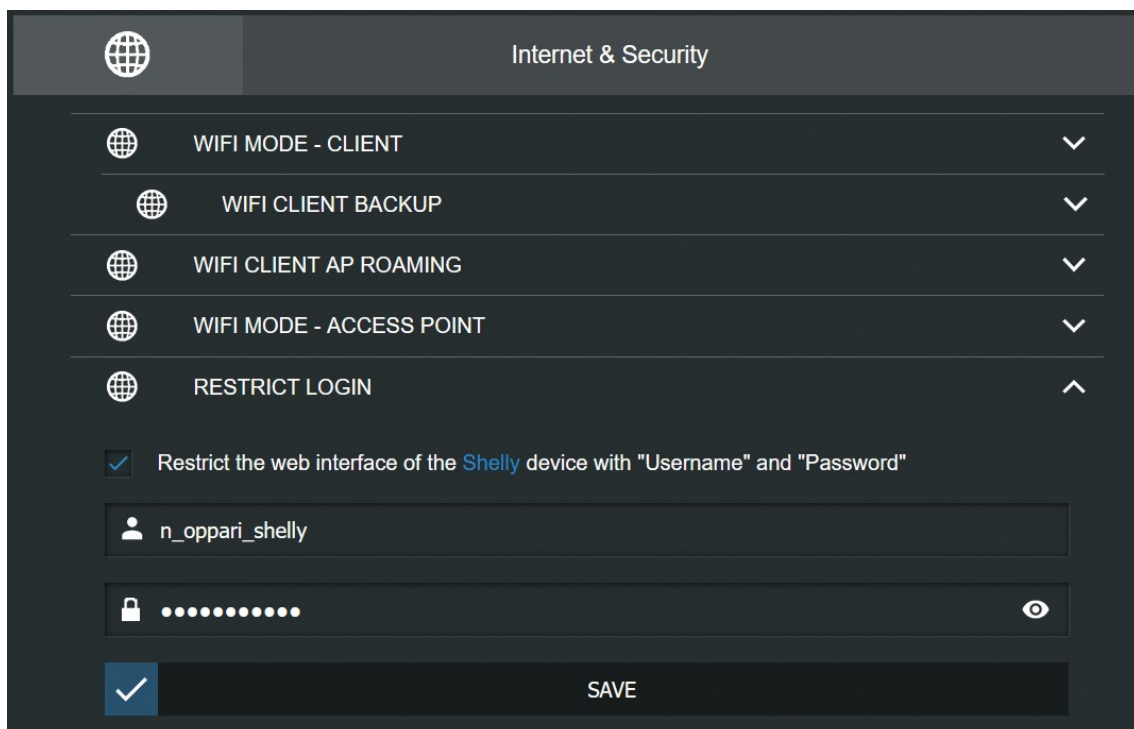 Internet & Security
WIFI MODE - CLIENT
WIFI CLIENT BACKUP
WIFI CLIENT AP ROAMING
WIFI MODE - ACCESS POINT
RESTRICT LOGIN
Restrict the web interface of the Shelly device with "Username" and "Password"
n_oppari_shelly
●●●●●●●●●●●
SAVE